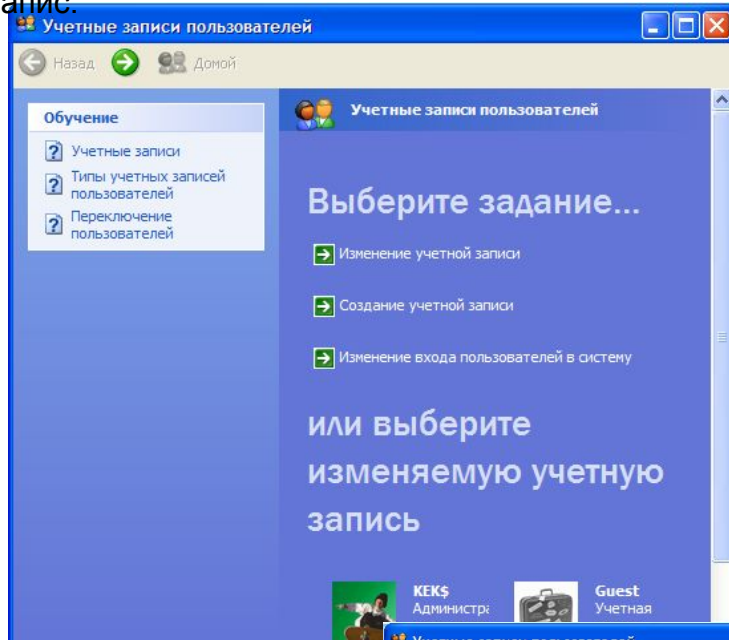 апис.
Учетные записи пользователей
Назад Домой
Обучение
Учетные записи
Типы учетных записей
пользователей
Переключение
пользователей
Учетные записи пользователей
Выберите задание...
Изменение учетной записи
Создание учетной записи
Изменение входа пользователей в систему
или выберите
изменяемую учетную
запись
KEK$ Guest
Администра Учетная